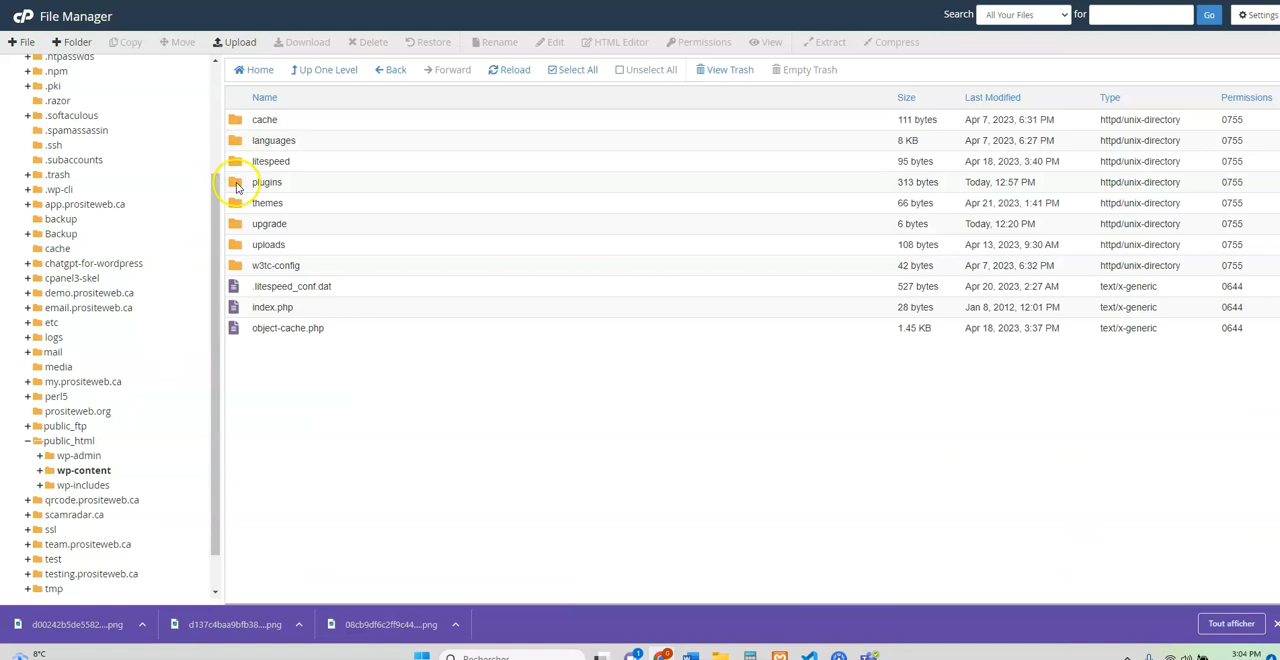 cP File Manager
Search All Your Files for Go Settings
File Folder Copy Move Upload Download Delete Restore Rename Edit HTML Editor Permissions View Extract Compress
Home Up One Level Back Forward Reload Select All Unselect All View Trash Empty Trash
.htpasswds
.npm
.pki
.razor
.softaculous
.spamassassin
.ssh
.subaccounts
.trash
.wp-cli
app.prositeweb.ca
backup
Backup
cache
chatgpt-for-wordpress
cpanel3-skel
demo.prositeweb.ca
email.prositeweb.ca
etc
logs
mail
media
my.prositeweb.ca
perl5
prositeweb.org
public_ftp
public_html
wp-admin
wp-content
wp-includes
qrcode.prositeweb.ca
scamradar.ca
ssl
team.prositeweb.ca
test
testing.prositeweb.ca
tmp
Name Size Last Modified Type Permissions
cache 111 bytes Apr 7, 2023, 6:31 PM httpd/unix-directory 0755
languages 8 KB Apr 7, 2023, 6:27 PM httpd/unix-directory 0755
litespeed 95 bytes Apr 18, 2023, 3:40 PM httpd/unix-directory 0755
plugins 313 bytes Today, 12:57 PM httpd/unix-directory 0755
themes 66 bytes Apr 21, 2023, 1:41 PM httpd/unix-directory 0755
upgrade 6 bytes Today, 12:20 PM httpd/unix-directory 0755
uploads 108 bytes Apr 13, 2023, 9:30 AM httpd/unix-directory 0755
w3tc-config 42 bytes Apr 7, 2023, 6:32 PM httpd/unix-directory 0755
.litespeed_conf.dat 527 bytes Apr 20, 2023, 2:27 AM text/x-generic 0644
index.php 28 bytes Jan 8, 2012, 12:01 PM text/x-generic 0644
object-cache.php 1.45 KB Apr 18, 2023, 3:37 PM text/x-generic 0644
d00242b5de5582....png d137c4baa9bfb38....png 08cb9df6c2ff9c44....png Tout afficher
8°C Rechercher 3:04 PM